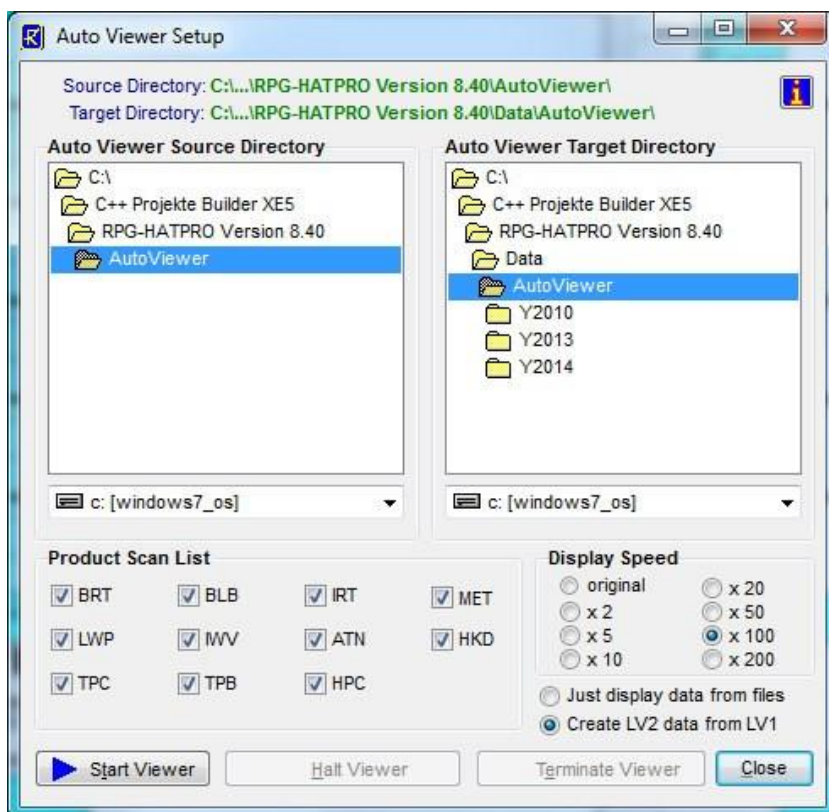 Auto Viewer Setup
Source Directory: C:\...\RPG-HATPRO Version 8.40\AutoViewer\
Target Directory: C:\...\RPG-HATPRO Version 8.40\Data\AutoViewer\
Auto Viewer Source Directory
C:\
C++ Projekte Builder XE5
RPG-HATPRO Version 8.40
AutoViewer
c: [windows7_os]
Auto Viewer Target Directory
C:\
C++ Projekte Builder XE5
RPG-HATPRO Version 8.40
Data
AutoViewer
Y2010
Y2013
Y2014
c: [windows7_os]
Product Scan List
BRT BLB IRT MET
LWP IWV ATN HKD
TPC TPB HPC
Display Speed
original x 20
x 2 x 50
x 5 x 100
x 10 x 200
Just display data from files
Create LV2 data from LV1
Start Viewer Halt Viewer Terminate Viewer Close